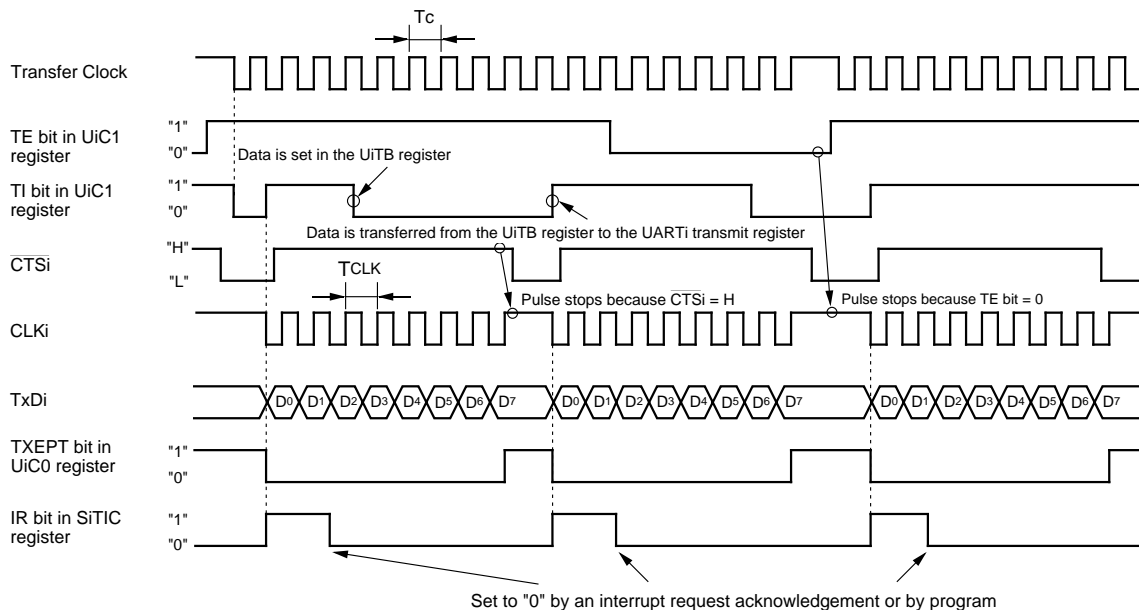 Tc
Transfer Clock
TE bit in UiC1
register
"1"
"0"
Data is set in the UiTB register
TI bit in UiC1
register
"1"
"0"
Data is transferred from the UiTB register to the UARTi transmit register
CTSi
"H"
"L"
TCLK
Pulse stops because CTSi = H
Pulse stops because TE bit = 0
CLKi
TxDi
D0 D1 D2 D3 D4 D5 D6 D7 D0 D1 D2 D3 D4 D5 D6 D7 D0 D1 D2 D3 D4 D5 D6 D7
TXEPT bit in
UiC0 register
"1"
"0"
IR bit in SiTIC
register
"1"
"0"
Set to "0" by an interrupt request acknowledgement or by program